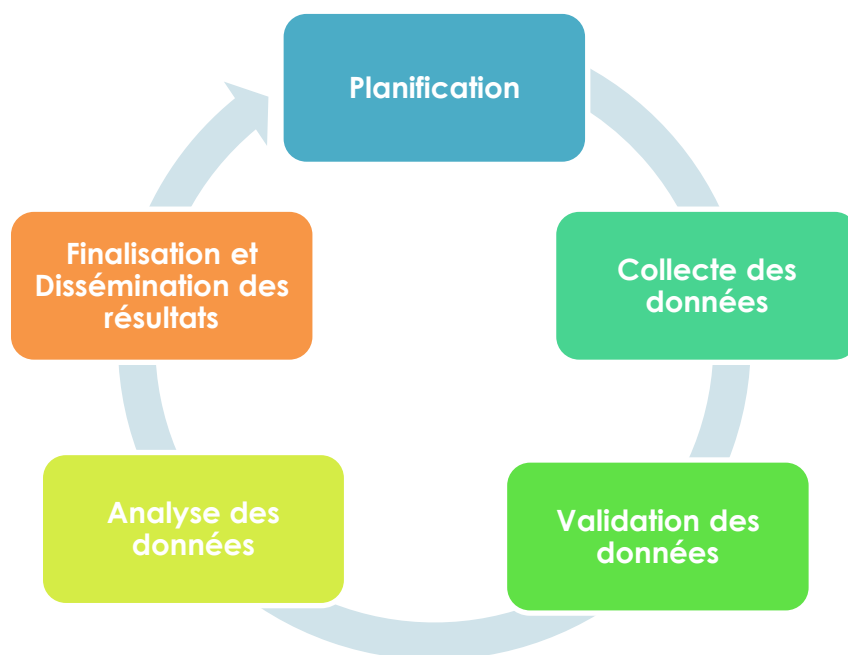 Planification
Collecte des
données
Validation des
données
Analyse des
données
Finalisation et
Dissémination des
résultats